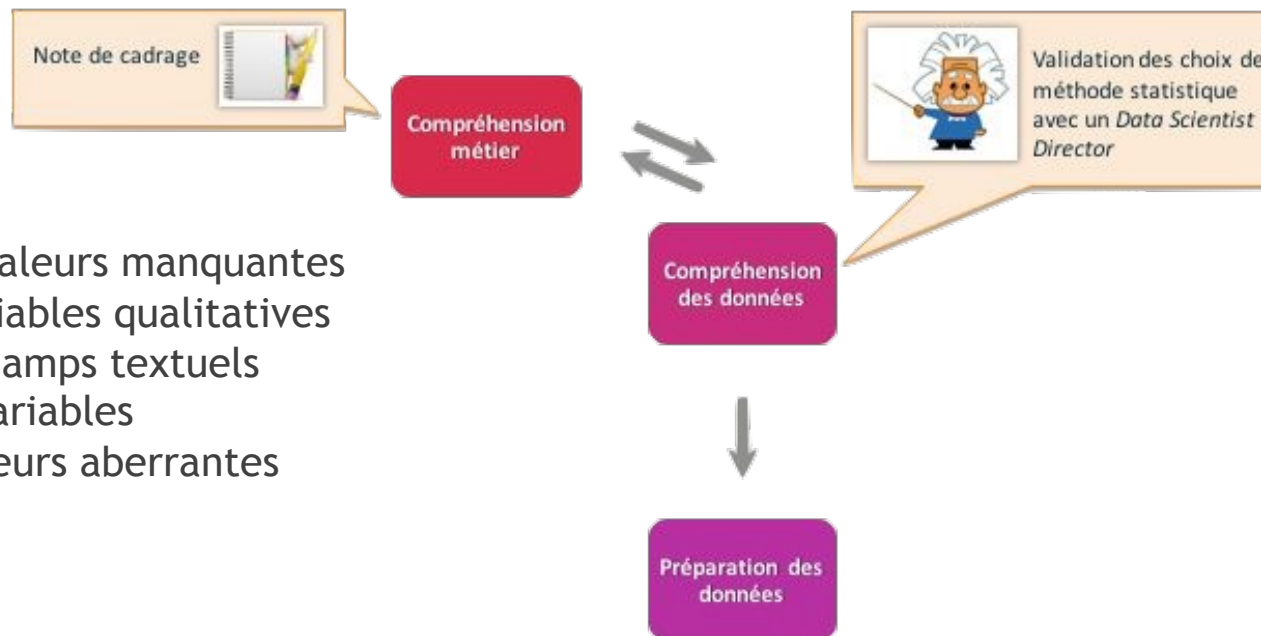 Note de cadrage
Compréhension
métier
Validation des choix de
méthode statistique
avec un Data Scientist
Director
Compréhension
des données
aleurs manquantes
iables qualitatives
amps textuels
ariables
eurs aberrantes
Préparation des
données